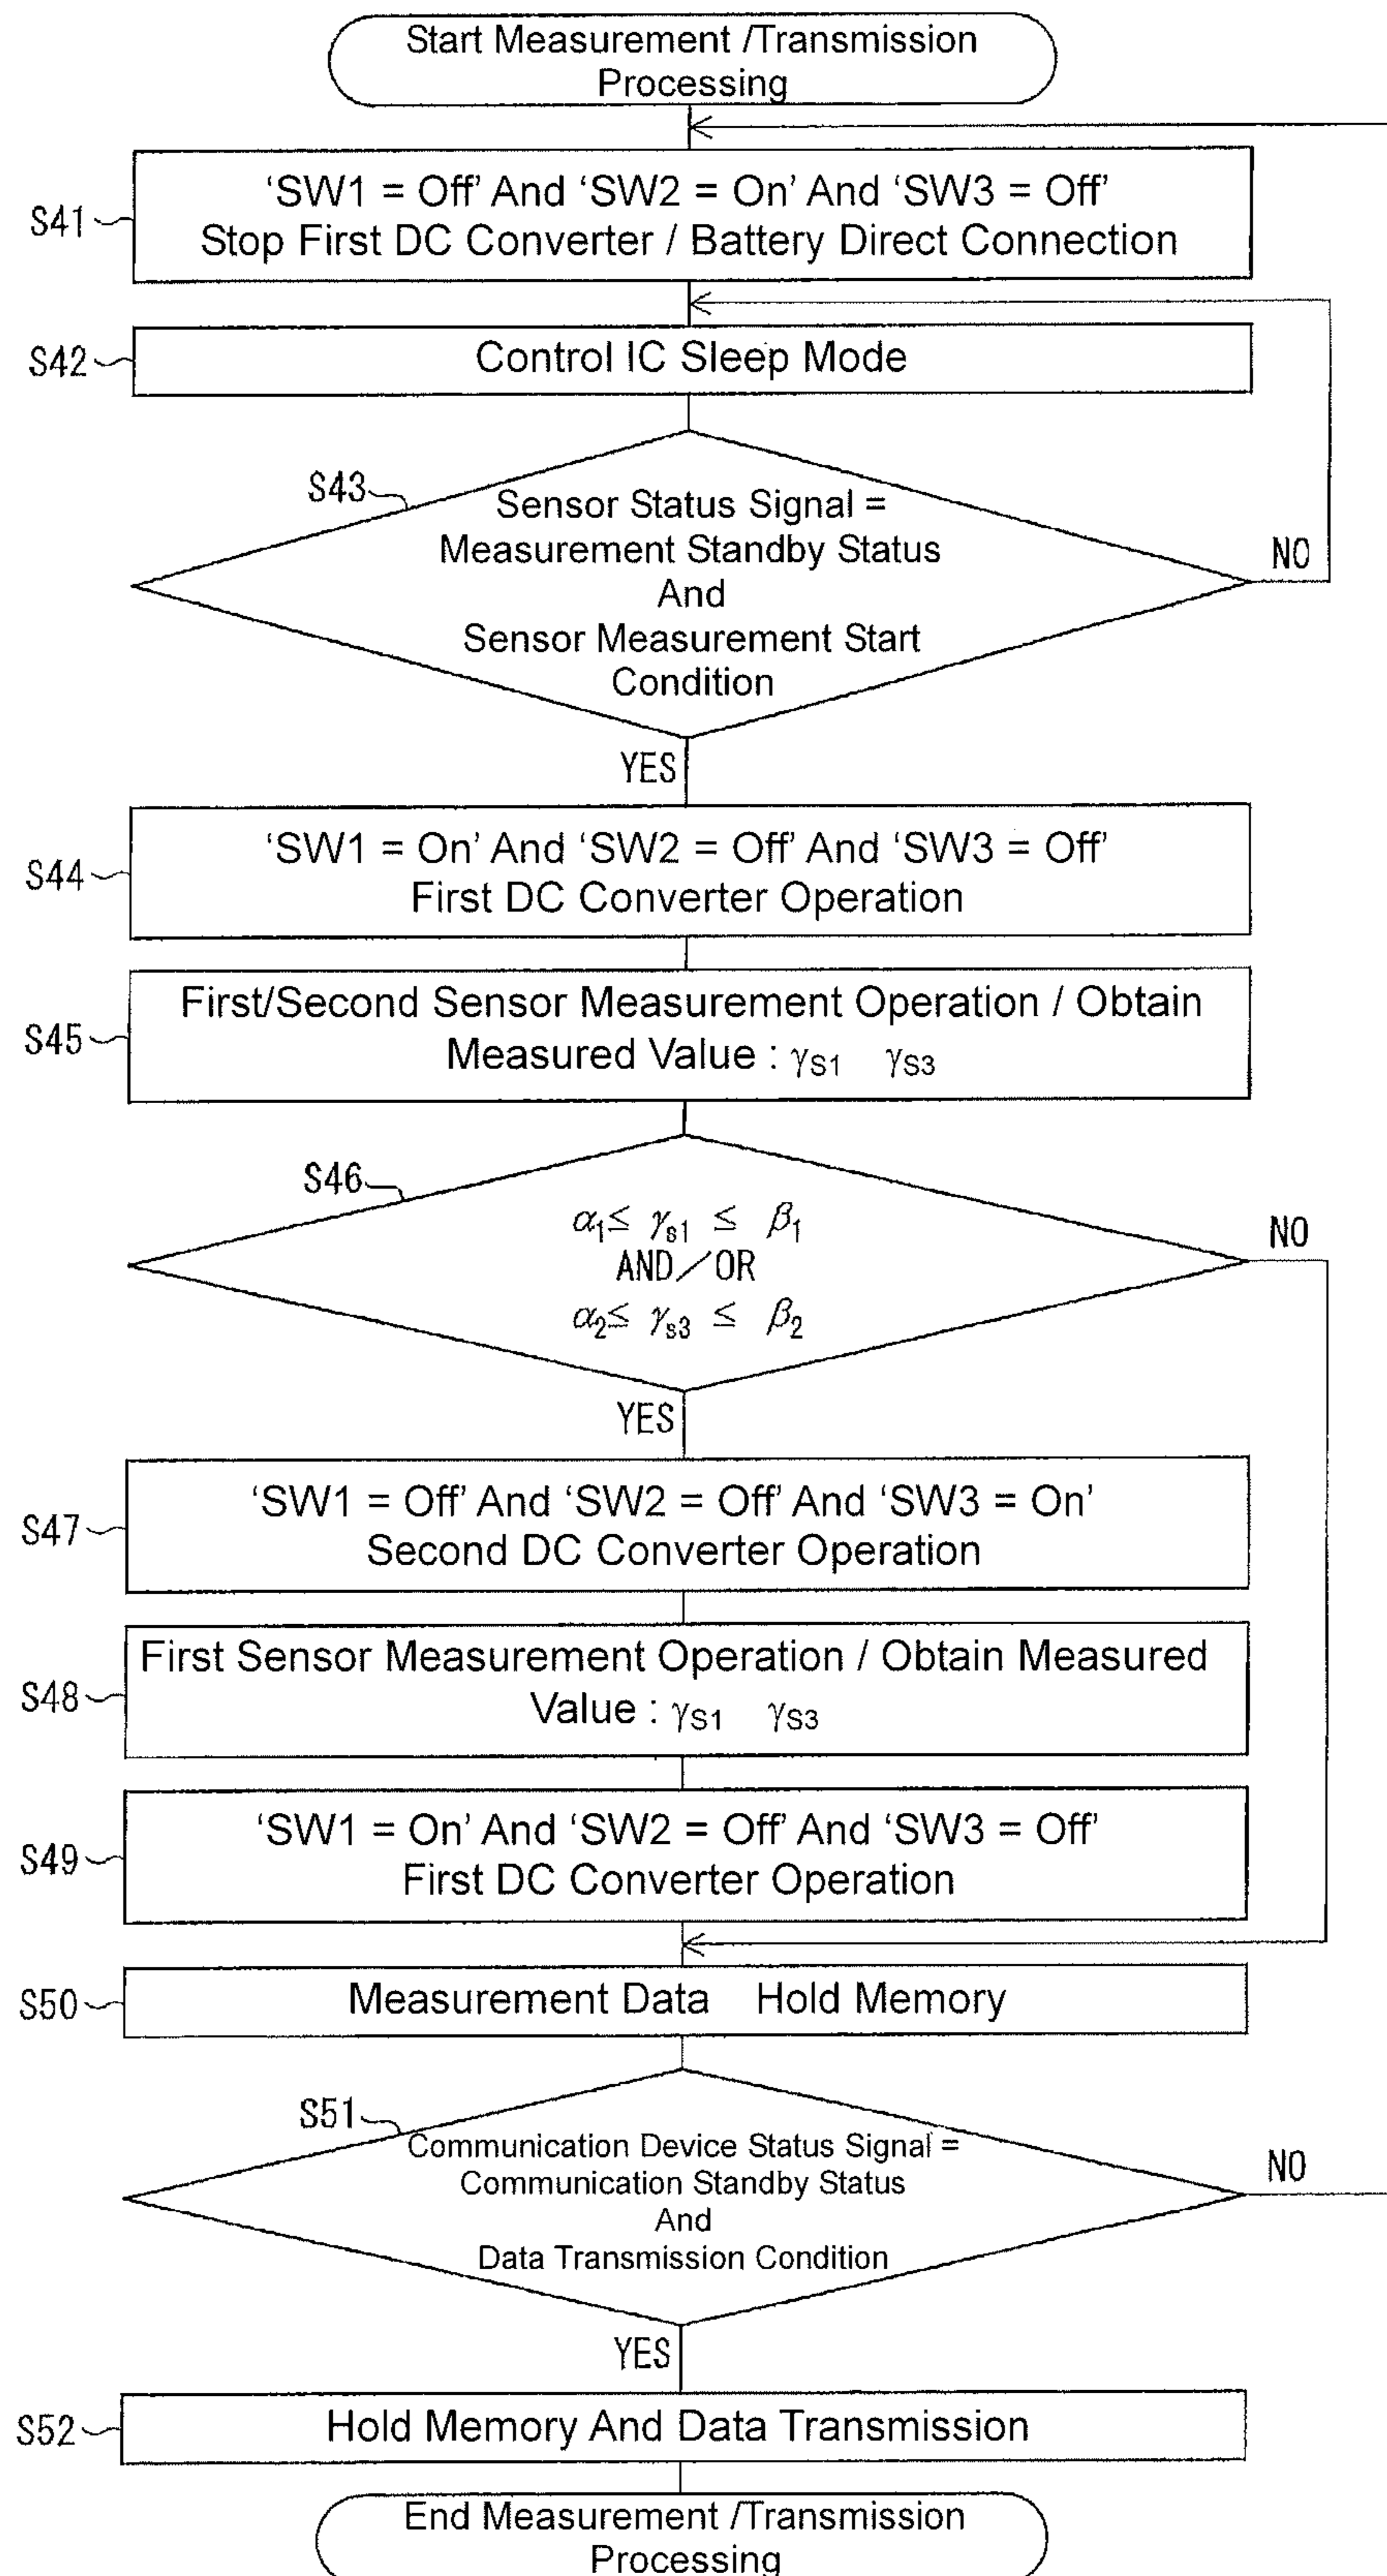 Start Measurement /Transmission
Processing
S41
‘SW1 = Off’ And ‘SW2 = On’ And ‘SW3 = Off’
Stop First DC Converter / Battery Direct Connection
S42
Control IC Sleep Mode
S43
Sensor Status Signal =
Measurement Standby Status
And
Sensor Measurement Start
Condition
NO
YES
S44
‘SW1 = On’ And ‘SW2 = Off’ And ‘SW3 = Off’
First DC Converter Operation
S45
First/Second Sensor Measurement Operation / Obtain
Measured Value : γS1 γS3
S46
α1≦ γs1 ≦ β1
AND/OR
α2≦ γs3 ≦ β2
NO
YES
S47
‘SW1 = Off’ And ‘SW2 = Off’ And ‘SW3 = On’
Second DC Converter Operation
S48
First Sensor Measurement Operation / Obtain Measured
Value : γS1 γS3
S49
‘SW1 = On’ And ‘SW2 = Off’ And ‘SW3 = Off’
First DC Converter Operation
S50
Measurement Data Hold Memory
S51
Communication Device Status Signal =
Communication Standby Status
And
Data Transmission Condition
NO
YES
S52
Hold Memory And Data Transmission
End Measurement /Transmission
Processing